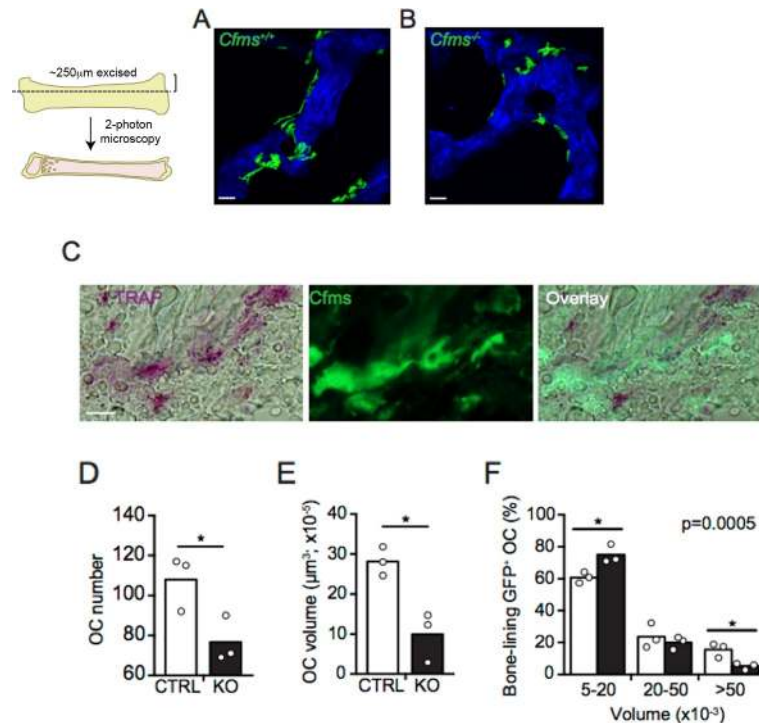 ~250μm excised
2-photon
microscopy
A
Cfms+/+
B
Cfms-/-
C
TRAP
Cfms
Overlay
D
OC number
140
120
100
80
60
CTRL KO
*
E
OC volume (μm³; x10⁻⁵)
40
30
20
10
0
CTRL KO
*
F
Bone-lining GFP⁺ OC (%)
100
80
60
40
20
0
*
p=0.0005
*
5-20 20-50 >50
Volume (x10⁻³)